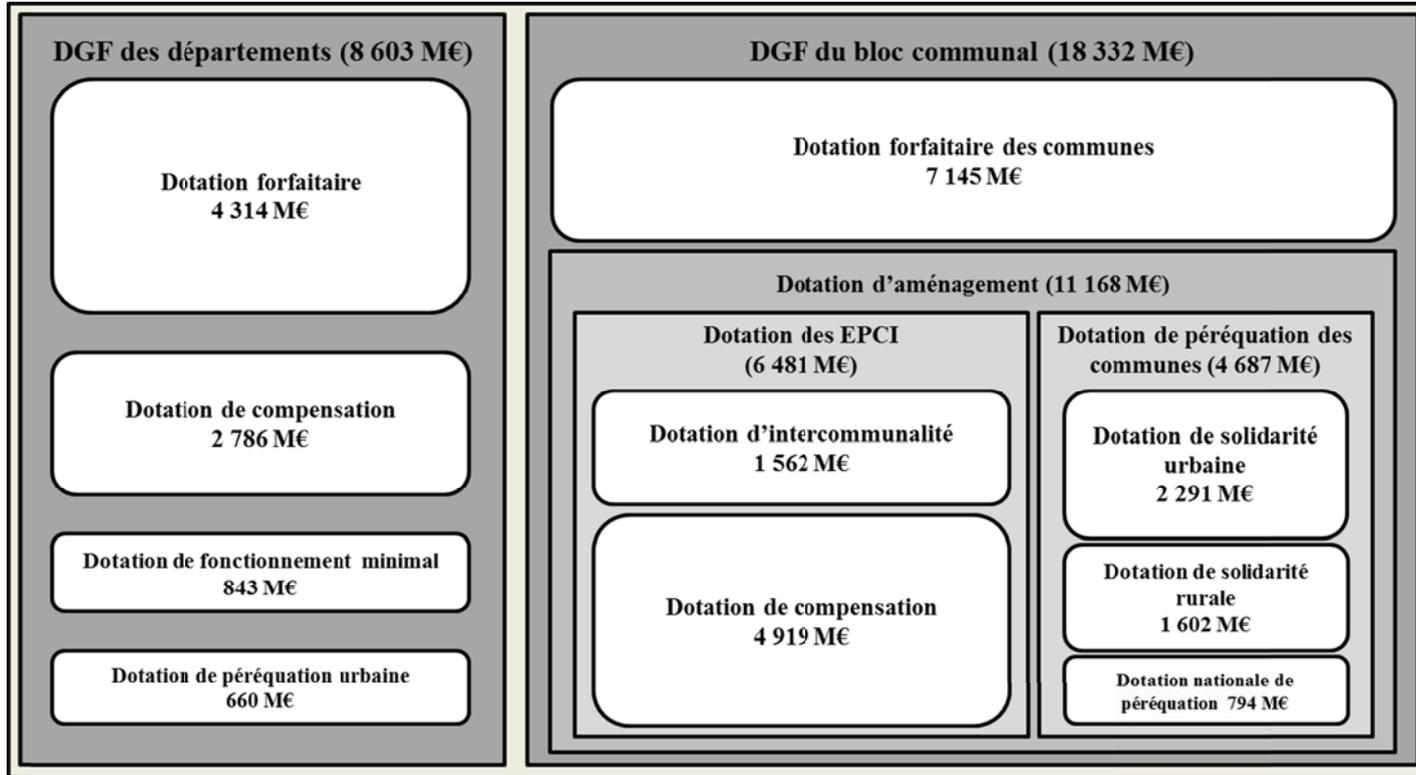 DGF des départements (8 603 M€)
Dotation forfaitaire
4 314 M€
Dotation de compensation
2 786 M€
Dotation de fonctionnement minimal
843 M€
Dotation de péréquation urbaine
660 M€
DGF du bloc communal (18 332 M€)
Dotation forfaitaire des communes
7 145 M€
Dotation d’aménagement (11 168 M€)
Dotation des EPCI
(6 481 M€)
Dotation d’intercommunalité
1 562 M€
Dotation de compensation
4 919 M€
Dotation de péréquation des
communes (4 687 M€)
Dotation de solidarité
urbaine
2 291 M€
Dotation de solidarité
rurale
1 602 M€
Dotation nationale de
péréquation 794 M€